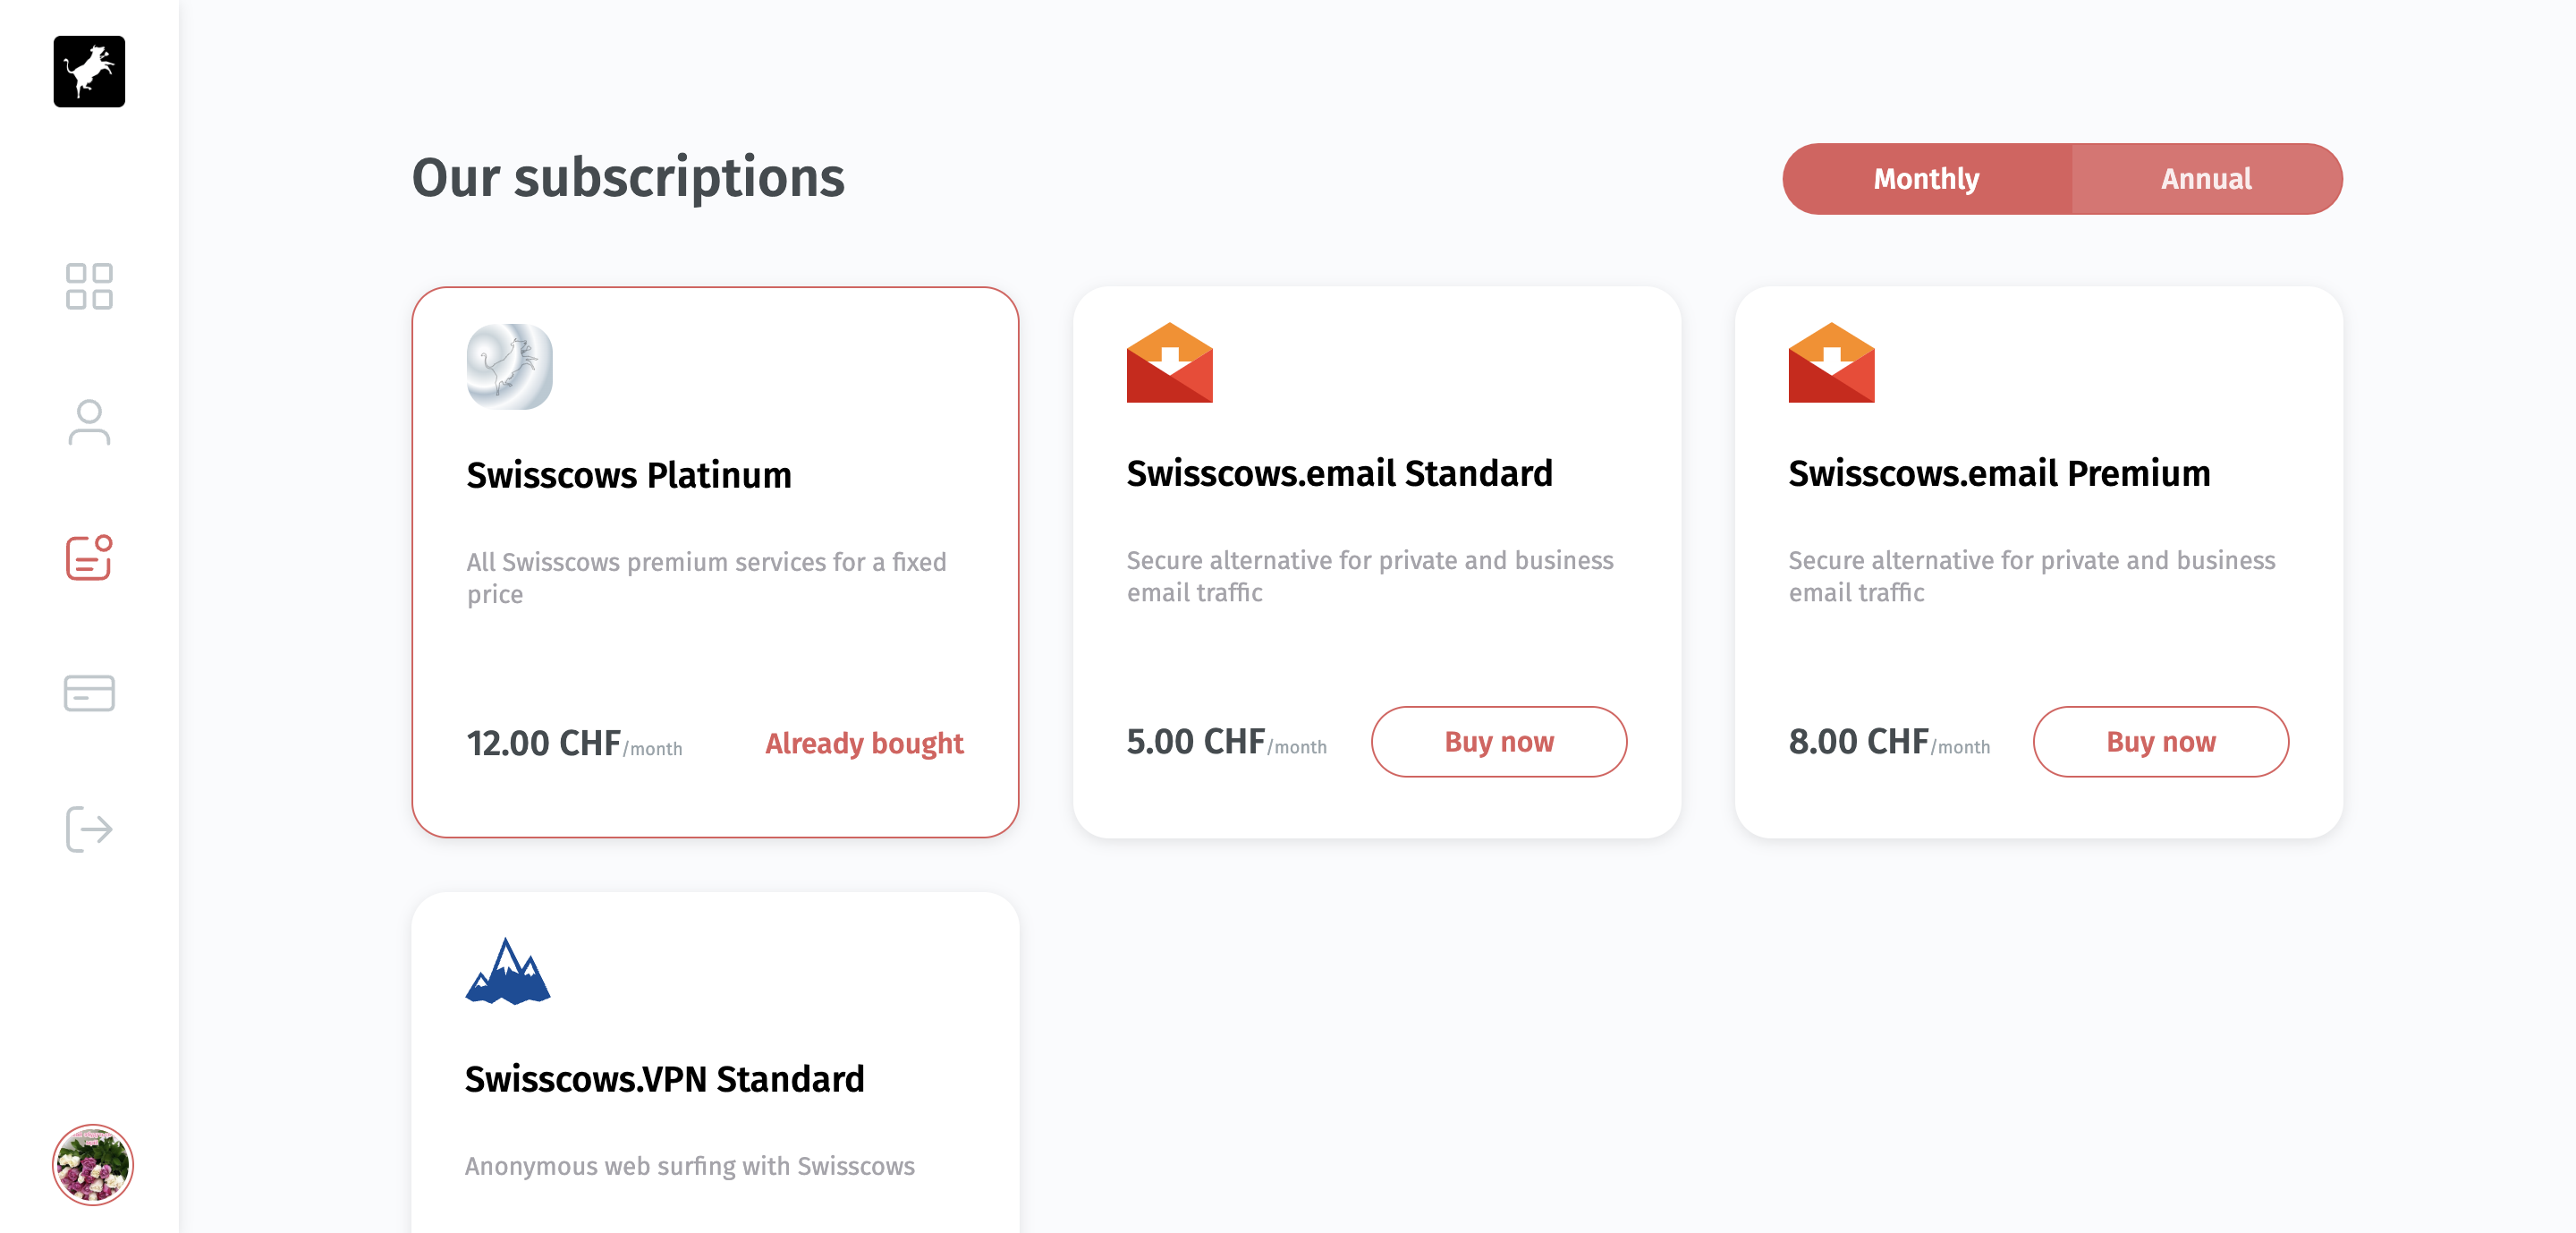 Our subscriptions
Monthly
Annual
Swisscows Platinum
All Swisscows premium services for a fixed
price
12.00 CHF/month
Already bought
Swisscows.email Standard
Secure alternative for private and business
email traffic
5.00 CHF/month
Buy now
Swisscows.email Premium
Secure alternative for private and business
email traffic
8.00 CHF/month
Buy now
Swisscows.VPN Standard
Anonymous web surfing with Swisscows